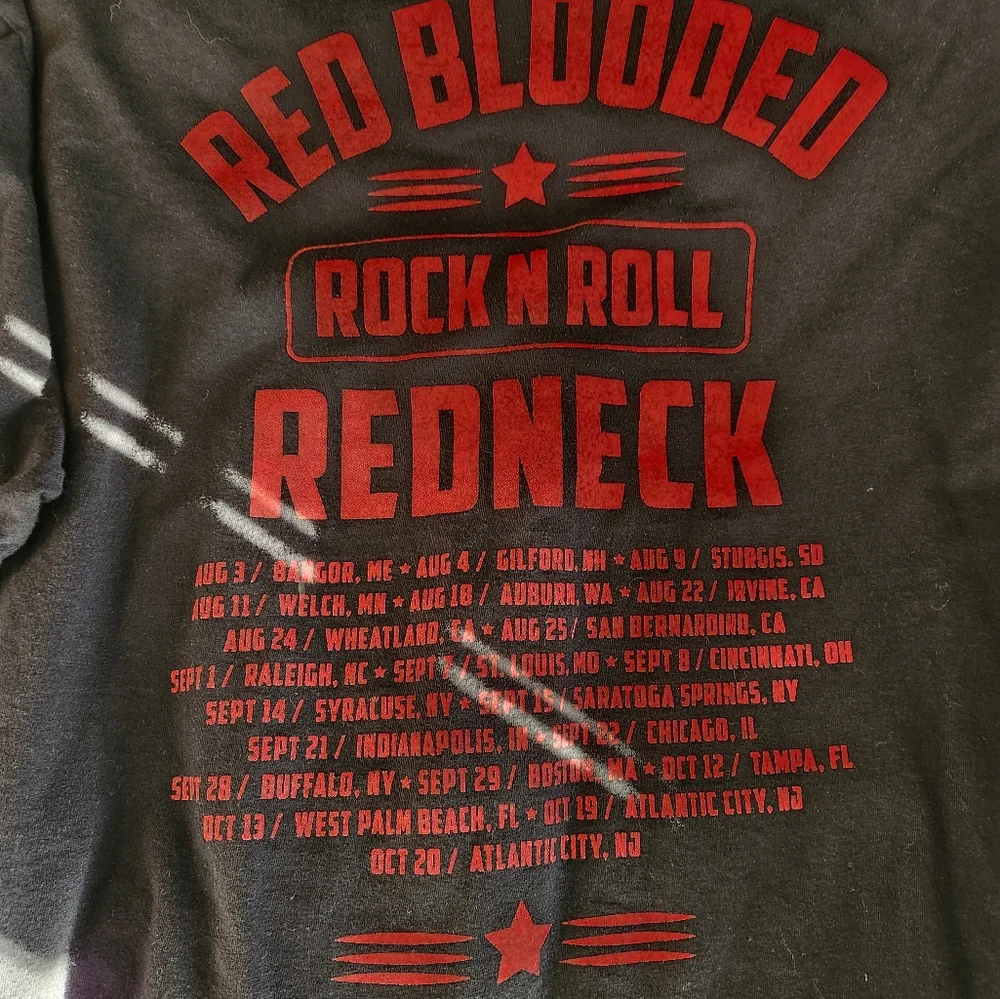 RED BLOODED
ROCK N ROLL
REDNECK
AUG 3 / BANGOR, ME ★ AUG 4 / GILFORD, NH ★ AUG 9 / STURGIS. SD
AUG 11 / WELCH, MN ★ AUG 18 / AUBURN, WA ★ AUG 22 / IRVINE, CA
AUG 24 / WHEATLAND, CA ★ AUG 25 / SAN BERNARDINO, CA
SEPT 1 / RALEIGH, NC ★ SEPT 7 / ST. LOUIS, MO ★ SEPT 8 / CINCINNATI, OH
SEPT 14 / SYRACUSE, NY ★ SEPT 15 / SARATOGA SPRINGS, NY
SEPT 21 / INDIANAPOLIS, IN ★ SEPT 22 / CHICAGO, IL
SEPT 28 / BUFFALO, NY ★ SEPT 29 / BOSTON, MA ★ OCT 12 / TAMPA, FL
OCT 13 / WEST PALM BEACH, FL ★ OCT 19 / ATLANTIC CITY, NJ
OCT 20 / ATLANTIC CITY, NJ